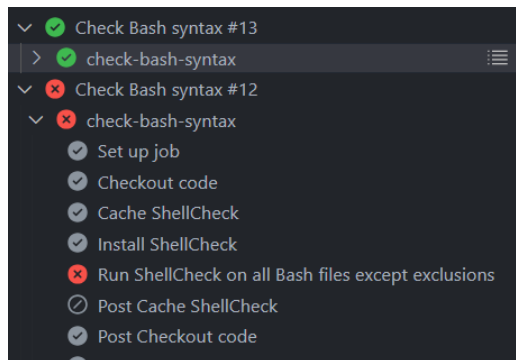 Check Bash syntax #13
check-bash-syntax
Check Bash syntax #12
check-bash-syntax
Set up job
Checkout code
Cache ShellCheck
Install ShellCheck
Run ShellCheck on all Bash files except exclusions
Post Cache ShellCheck
Post Checkout code